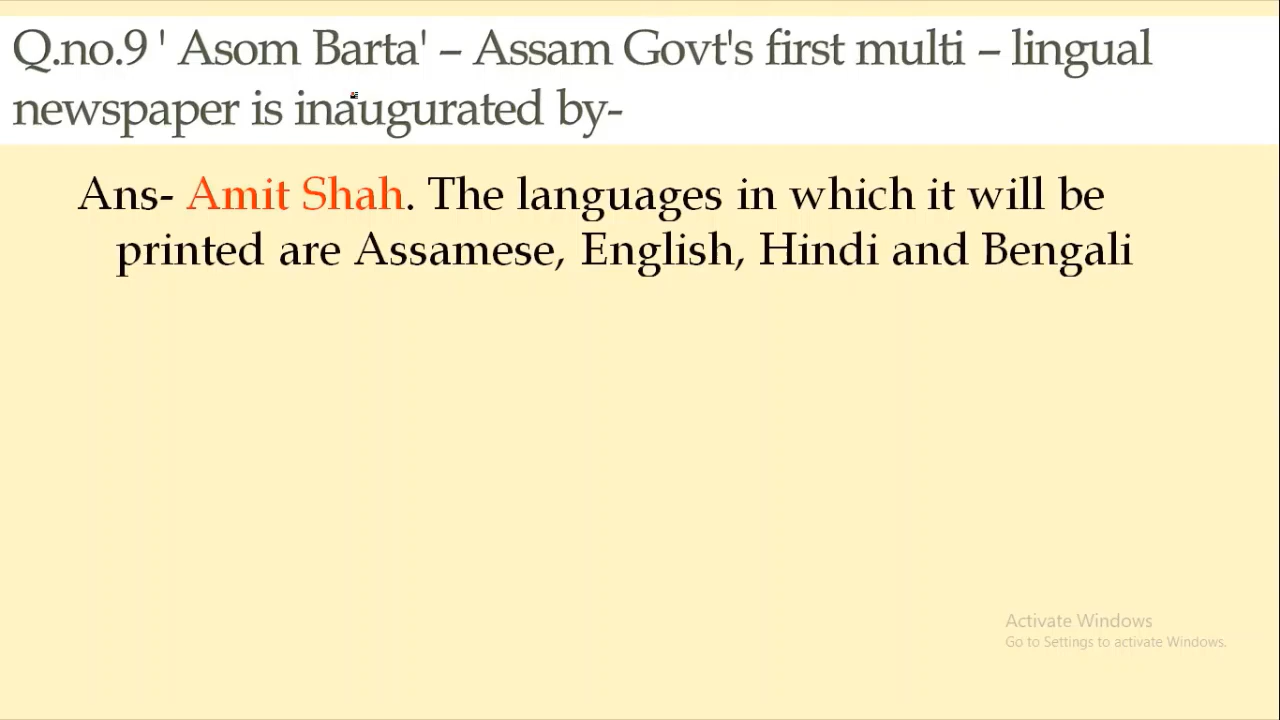 Q.no.9 ' Asom Barta' – Assam Govt's first multi – lingual
newspaper is inaugurated by-
Ans- Amit Shah. The languages in which it will be
printed are Assamese, English, Hindi and Bengali
Activate Windows
Go to Settings to activate Windows.